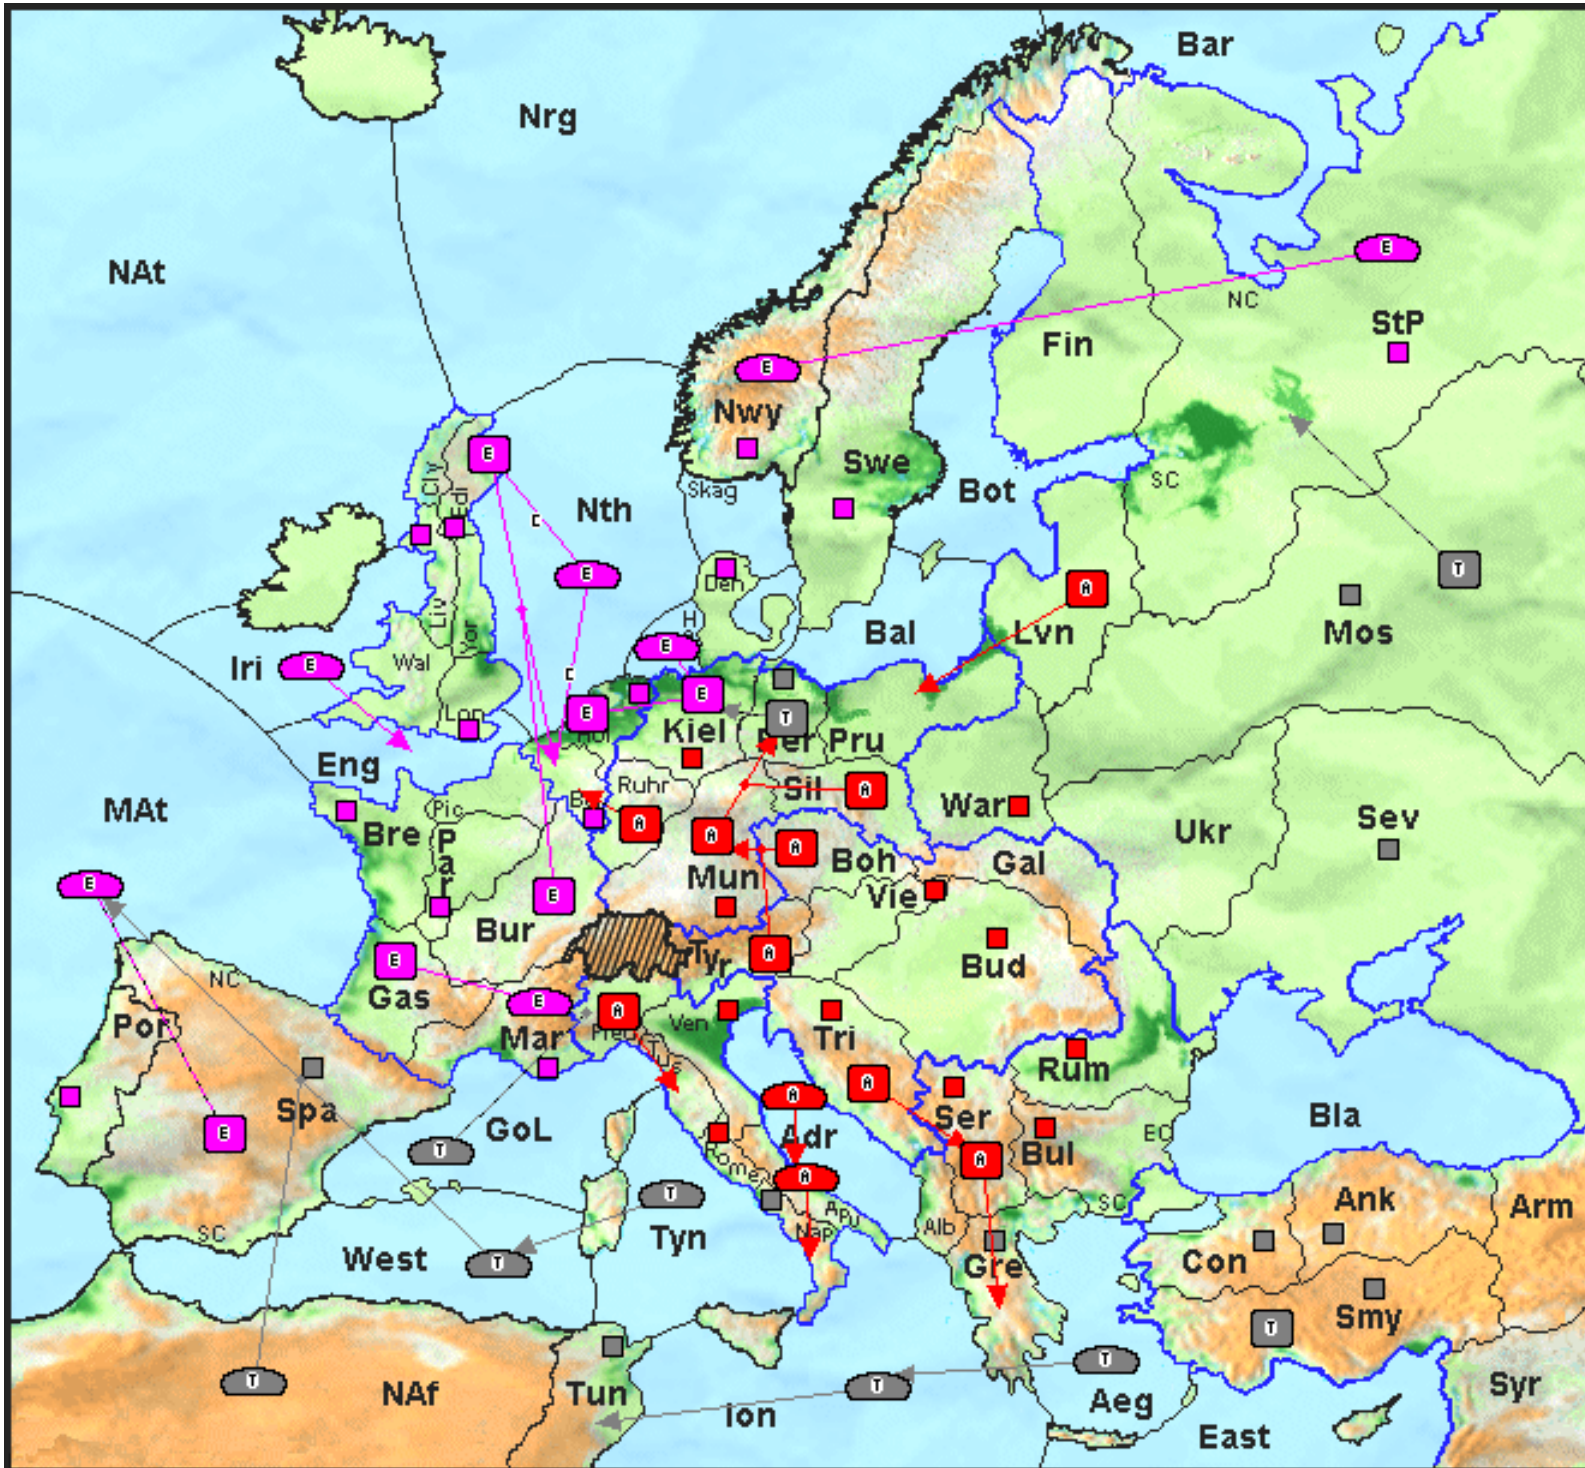 Bar
Nrg
E
NAt
NC
StP
Fin
E
Nwy
E
Cly
Edi
Swe
SC
Skag
Bot
Nth
C
E
T
Den
A
Bal
Lvn
Mos
Liv
Yor
Wal
Iri
E
H
E
C
E
E
T
Lon
Hol
Kiel
Ber
Pru
Eng
Ruhr
Sil
A
MAt
Pic
Bel
War
Bre
Par
A
A
A
Boh
Gal
Ukr
Sev
Mun
Vie
E
E
Bur
E
Tyr
A
Bud
NC
Gas
E
A
Por
Mar
Pied
Ven
Tri
Tus
Rum
Spa
A
A
Ser
Bla
E
GoL
Adr
Bul
EC
T
Rome
A
A
T
Apu
SC
Ank
Arm
SC
Nap
Alb
West
T
Tyn
Con
Gre
Smy
T
T
NAf
Tun
Ion
T
T
Aeg
Syr
East